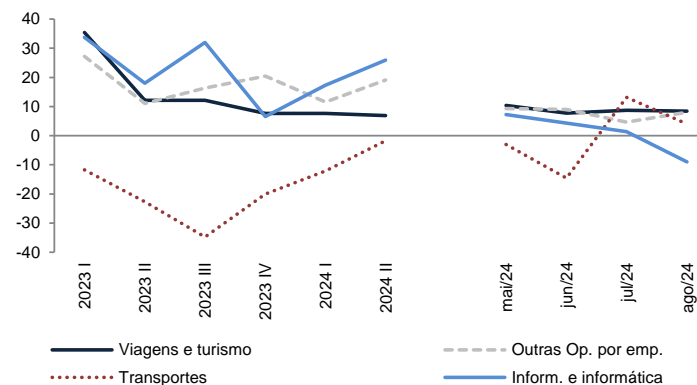 40
30
20
10
0
-10
-20
-30
-40
2023 I
2023 II
2023 III
2023 IV
2024 I
2024 II
mai/24
jun/24
jul/24
ago/24
Viagens e turismo
Outras Op. por emp.
Transportes
Inform. e informática